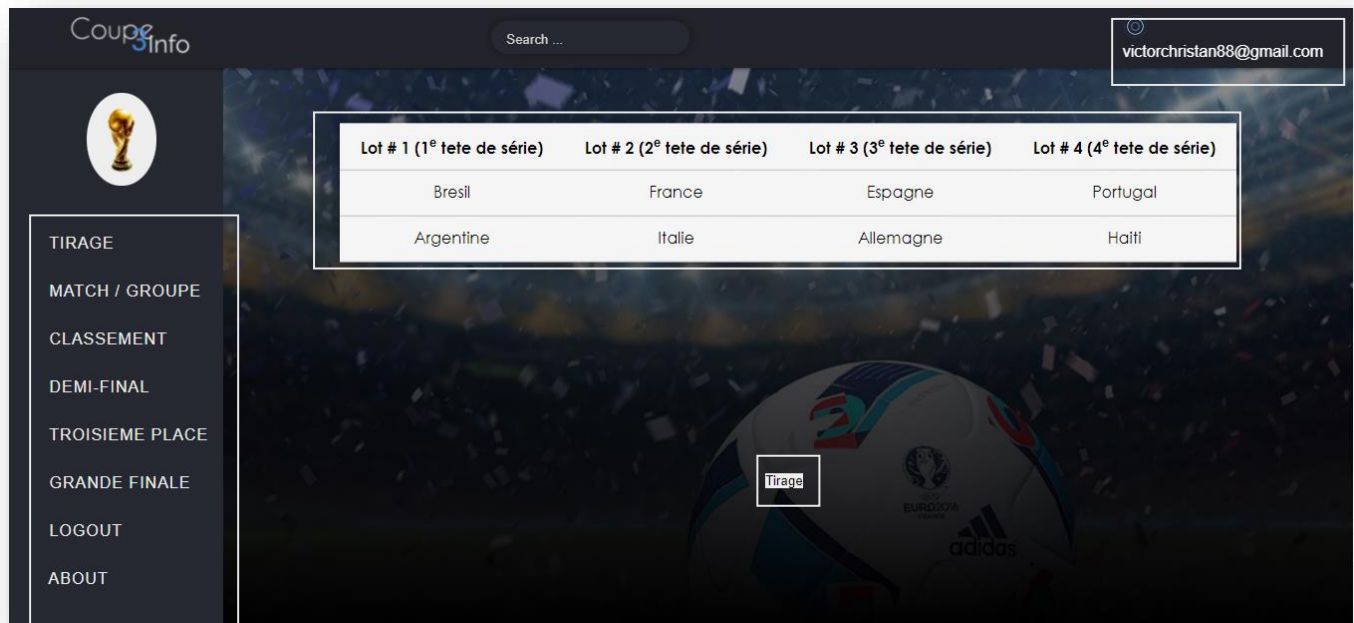 Coupe3info
Search ...
victorchristan88@gmail.com
Lot # 1 (1e tete de série) Lot # 2 (2e tete de série) Lot # 3 (3e tete de série) Lot # 4 (4e tete de série)
Bresil France Espagne Portugal
Argentine Italie Allemagne Haiti
TIRAGE
MATCH / GROUPE
CLASSEMENT
DEMI-FINAL
TROISIEME PLACE
GRANDE FINALE
LOGOUT
ABOUT
Tirage
EURO2016
FRANCE
adidas